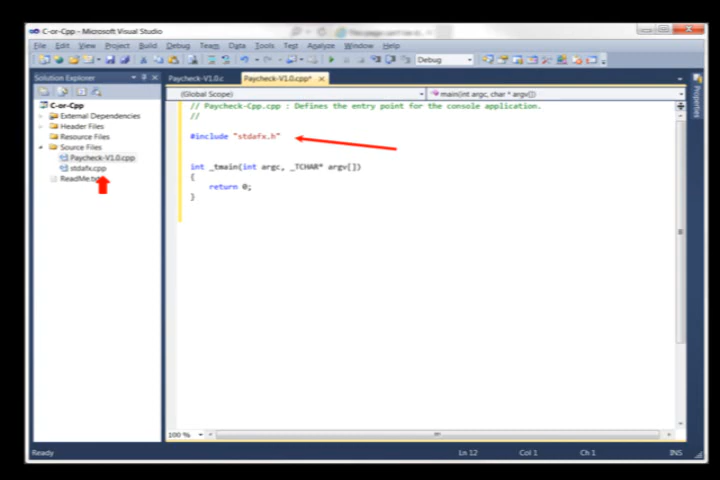 C-or-Cpp - Microsoft Visual Studio
File Edit View Project Build Debug Team Data Tools Test Analyze Window Help
Debug
Solution Explorer
Paycheck-V1.0.c
Paycheck-V1.0.cpp*
(Global Scope)
main(int argc, char * argv[])
C-or-Cpp
External Dependencies
Header Files
Resource Files
Source Files
Paycheck-V1.0.cpp
stdafx.cpp
// Paycheck-Cpp.cpp : Defines the entry point for the console application.
//
#include "stdafx.h"
int _tmain(int argc, _TCHAR* argv[])
{
return 0;
}
Properties
100 %
Ready
Ln 12
Col 1
Ch 1
INS